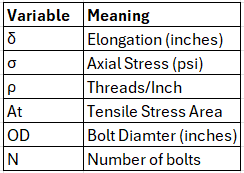 Variable Meaning
δ Elongation (inches)
σ Axial Stress (psi)
ρ Threads/Inch
At Tensile Stress Area
OD Bolt Diamter (inches)
N Number of bolts